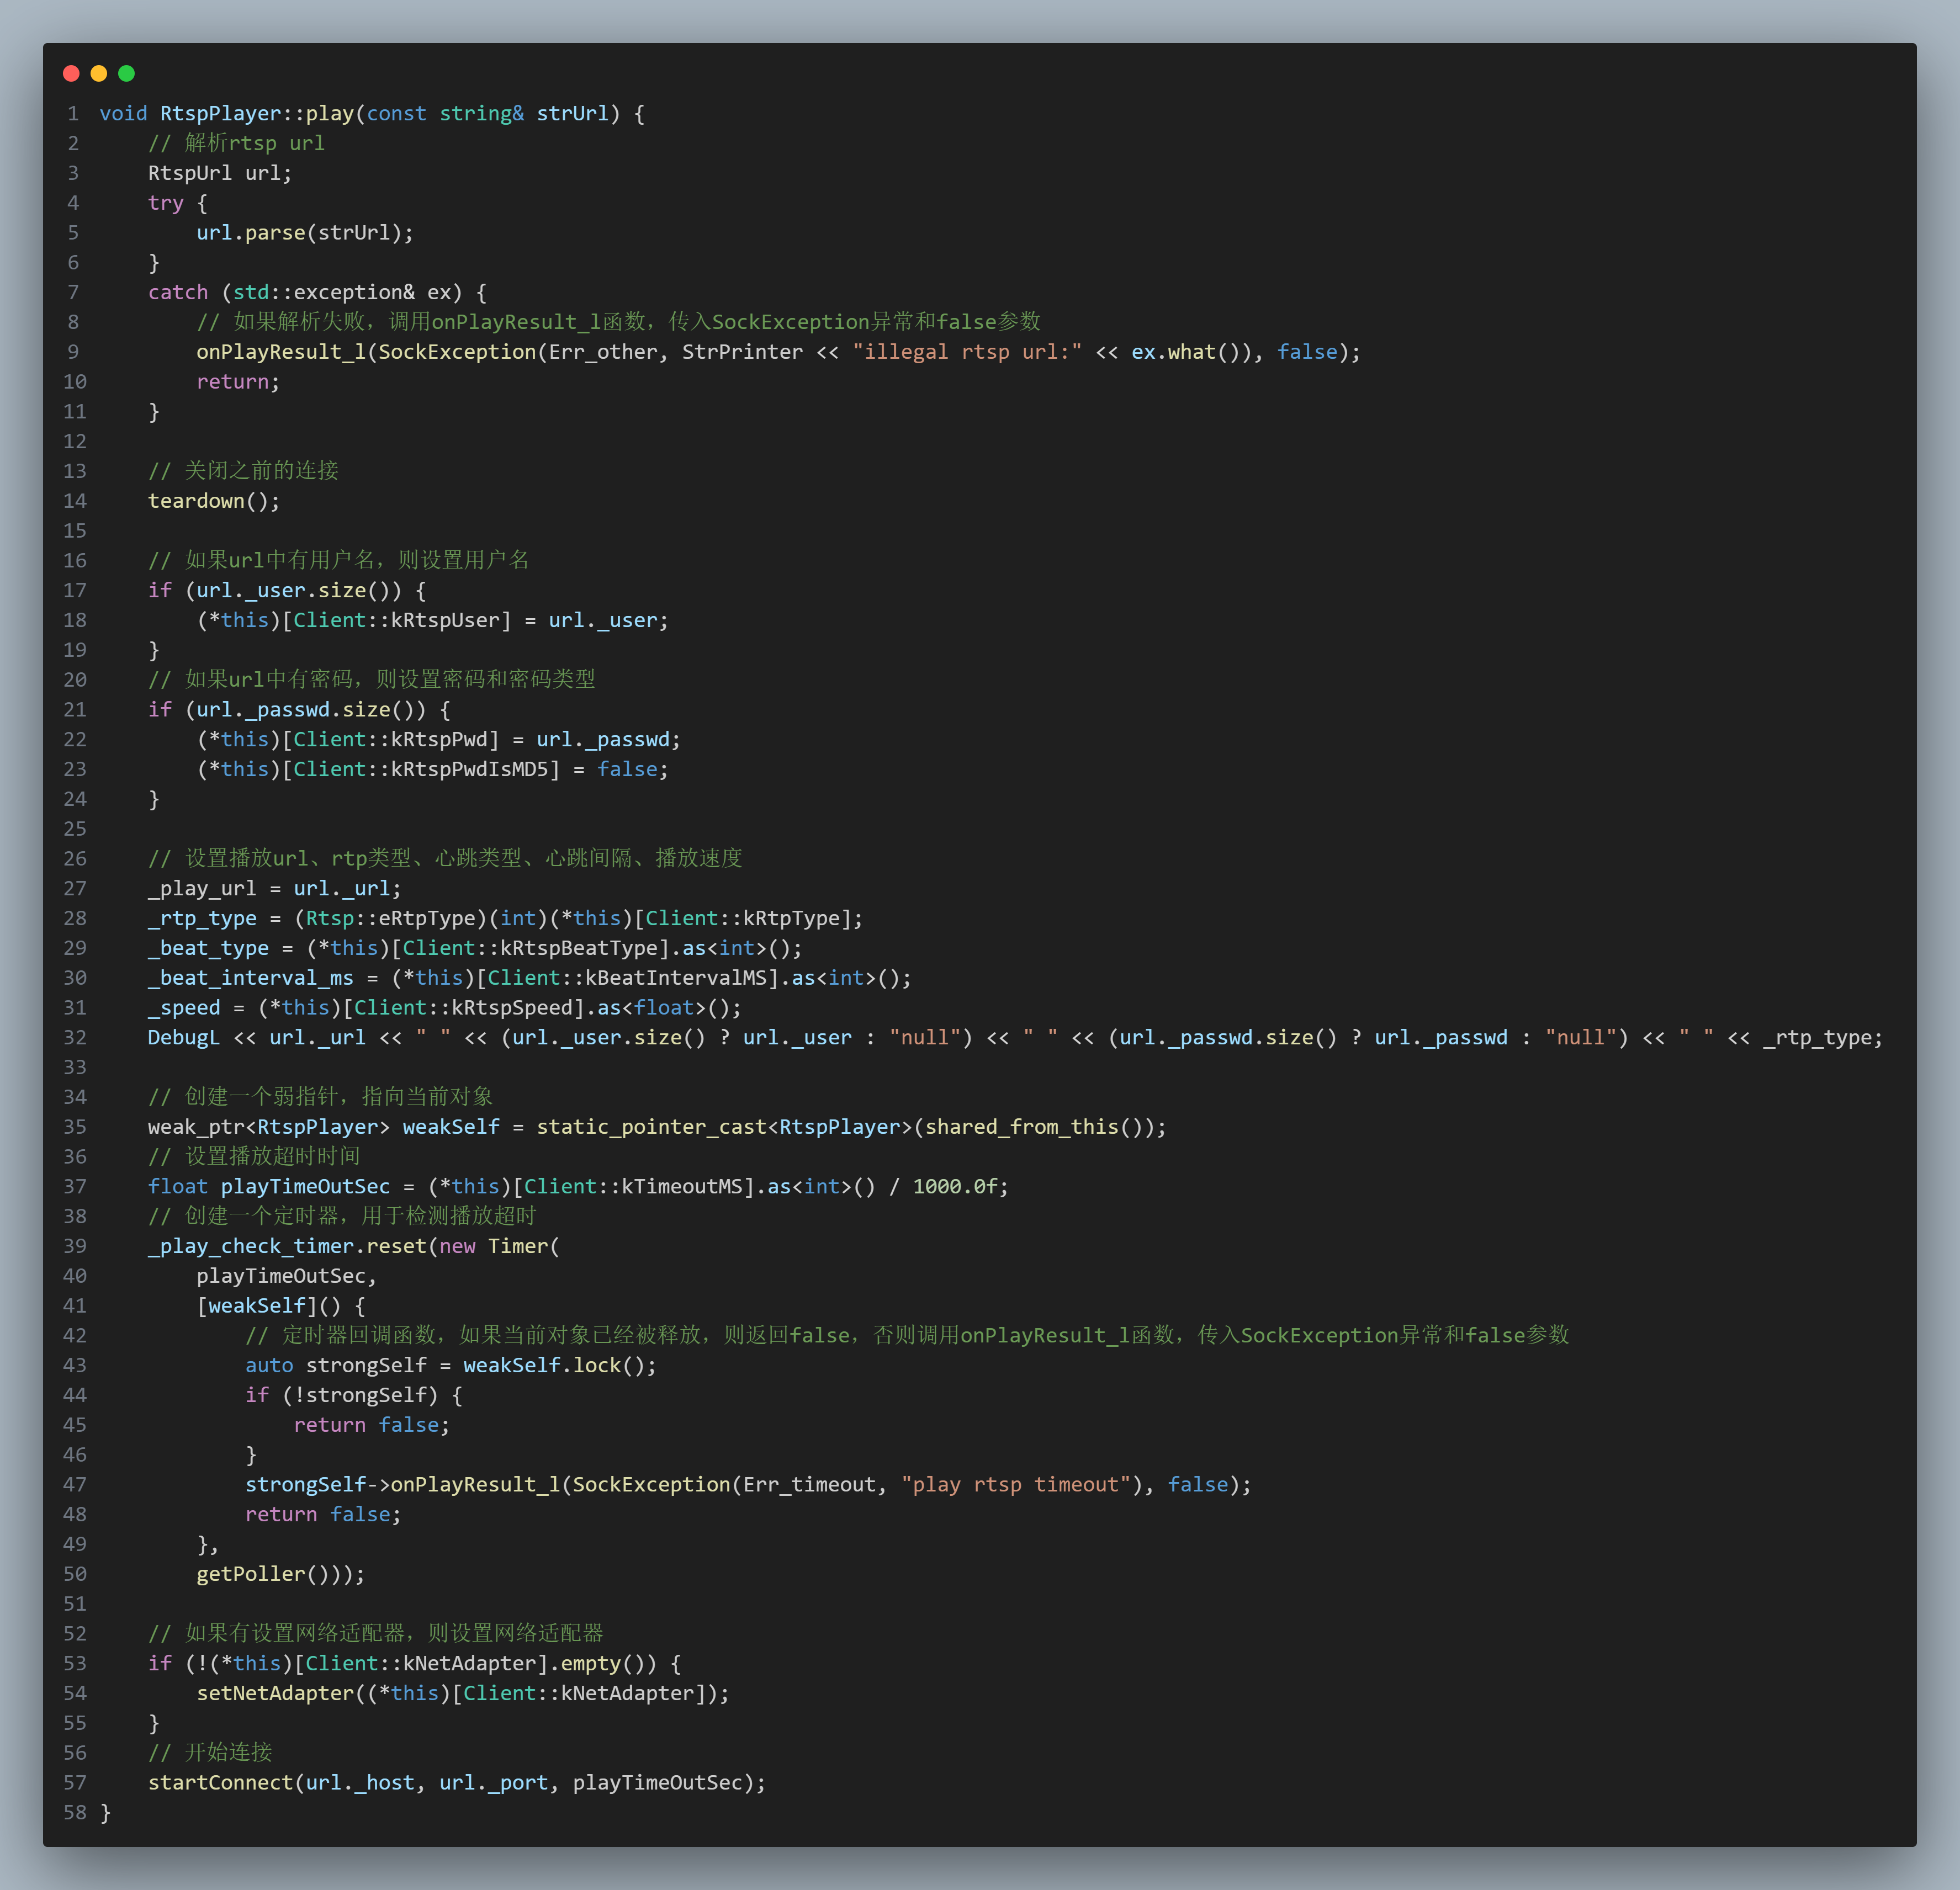 1 void RtspPlayer::play(const string& strUrl) {
2     // 解析rtsp url
3     RtspUrl url;
4     try {
5         url.parse(strUrl);
6     }
7     catch (std::exception& ex) {
8         // 如果解析失败，调用onPlayResult_l函数，传入SockException异常和false参数
9         onPlayResult_l(SockException(Err_other, StrPrinter << "illegal rtsp url:" << ex.what()), false);
10         return;
11     }
12
13     // 关闭之前的连接
14     teardown();
15
16     // 如果url中有用户名，则设置用户名
17     if (url._user.size()) {
18         (*this)[Client::kRtspUser] = url._user;
19     }
20     // 如果url中有密码，则设置密码和密码类型
21     if (url._passwd.size()) {
22         (*this)[Client::kRtspPwd] = url._passwd;
23         (*this)[Client::kRtspPwdIsMD5] = false;
24     }
25
26     // 设置播放url、rtp类型、心跳类型、心跳间隔、播放速度
27     _play_url = url._url;
28     _rtp_type = (Rtsp::eRtpType)(int)(*this)[Client::kRtpType];
29     _beat_type = (*this)[Client::kRtspBeatType].as<int>();
30     _beat_interval_ms = (*this)[Client::kBeatIntervalMS].as<int>();
31     _speed = (*this)[Client::kRtspSpeed].as<float>();
32     DebugL << url._url << " " << (url._user.size() ? url._user : "null") << " " << (url._passwd.size() ? url._passwd : "null") << " " << _rtp_type;
33
34     // 创建一个弱指针，指向当前对象
35     weak_ptr<RtspPlayer> weakSelf = static_pointer_cast<RtspPlayer>(shared_from_this());
36     // 设置播放超时时间
37     float playTimeOutSec = (*this)[Client::kTimeoutMS].as<int>() / 1000.0f;
38     // 创建一个定时器，用于检测播放超时
39     _play_check_timer.reset(new Timer(
40         playTimeOutSec,
41         [weakSelf]() {
42             // 定时器回调函数，如果当前对象已经被释放，则返回false，否则调用onPlayResult_l函数，传入SockException异常和false参数
43             auto strongSelf = weakSelf.lock();
44             if (!strongSelf) {
45                 return false;
46             }
47             strongSelf->onPlayResult_l(SockException(Err_timeout, "play rtsp timeout"), false);
48             return false;
49         },
50         getPoller()));
51
52     // 如果有设置网络适配器，则设置网络适配器
53     if (!(*this)[Client::kNetAdapter].empty()) {
54         setNetAdapter((*this)[Client::kNetAdapter]);
55     }
56     // 开始连接
57     startConnect(url._host, url._port, playTimeOutSec);
58 }